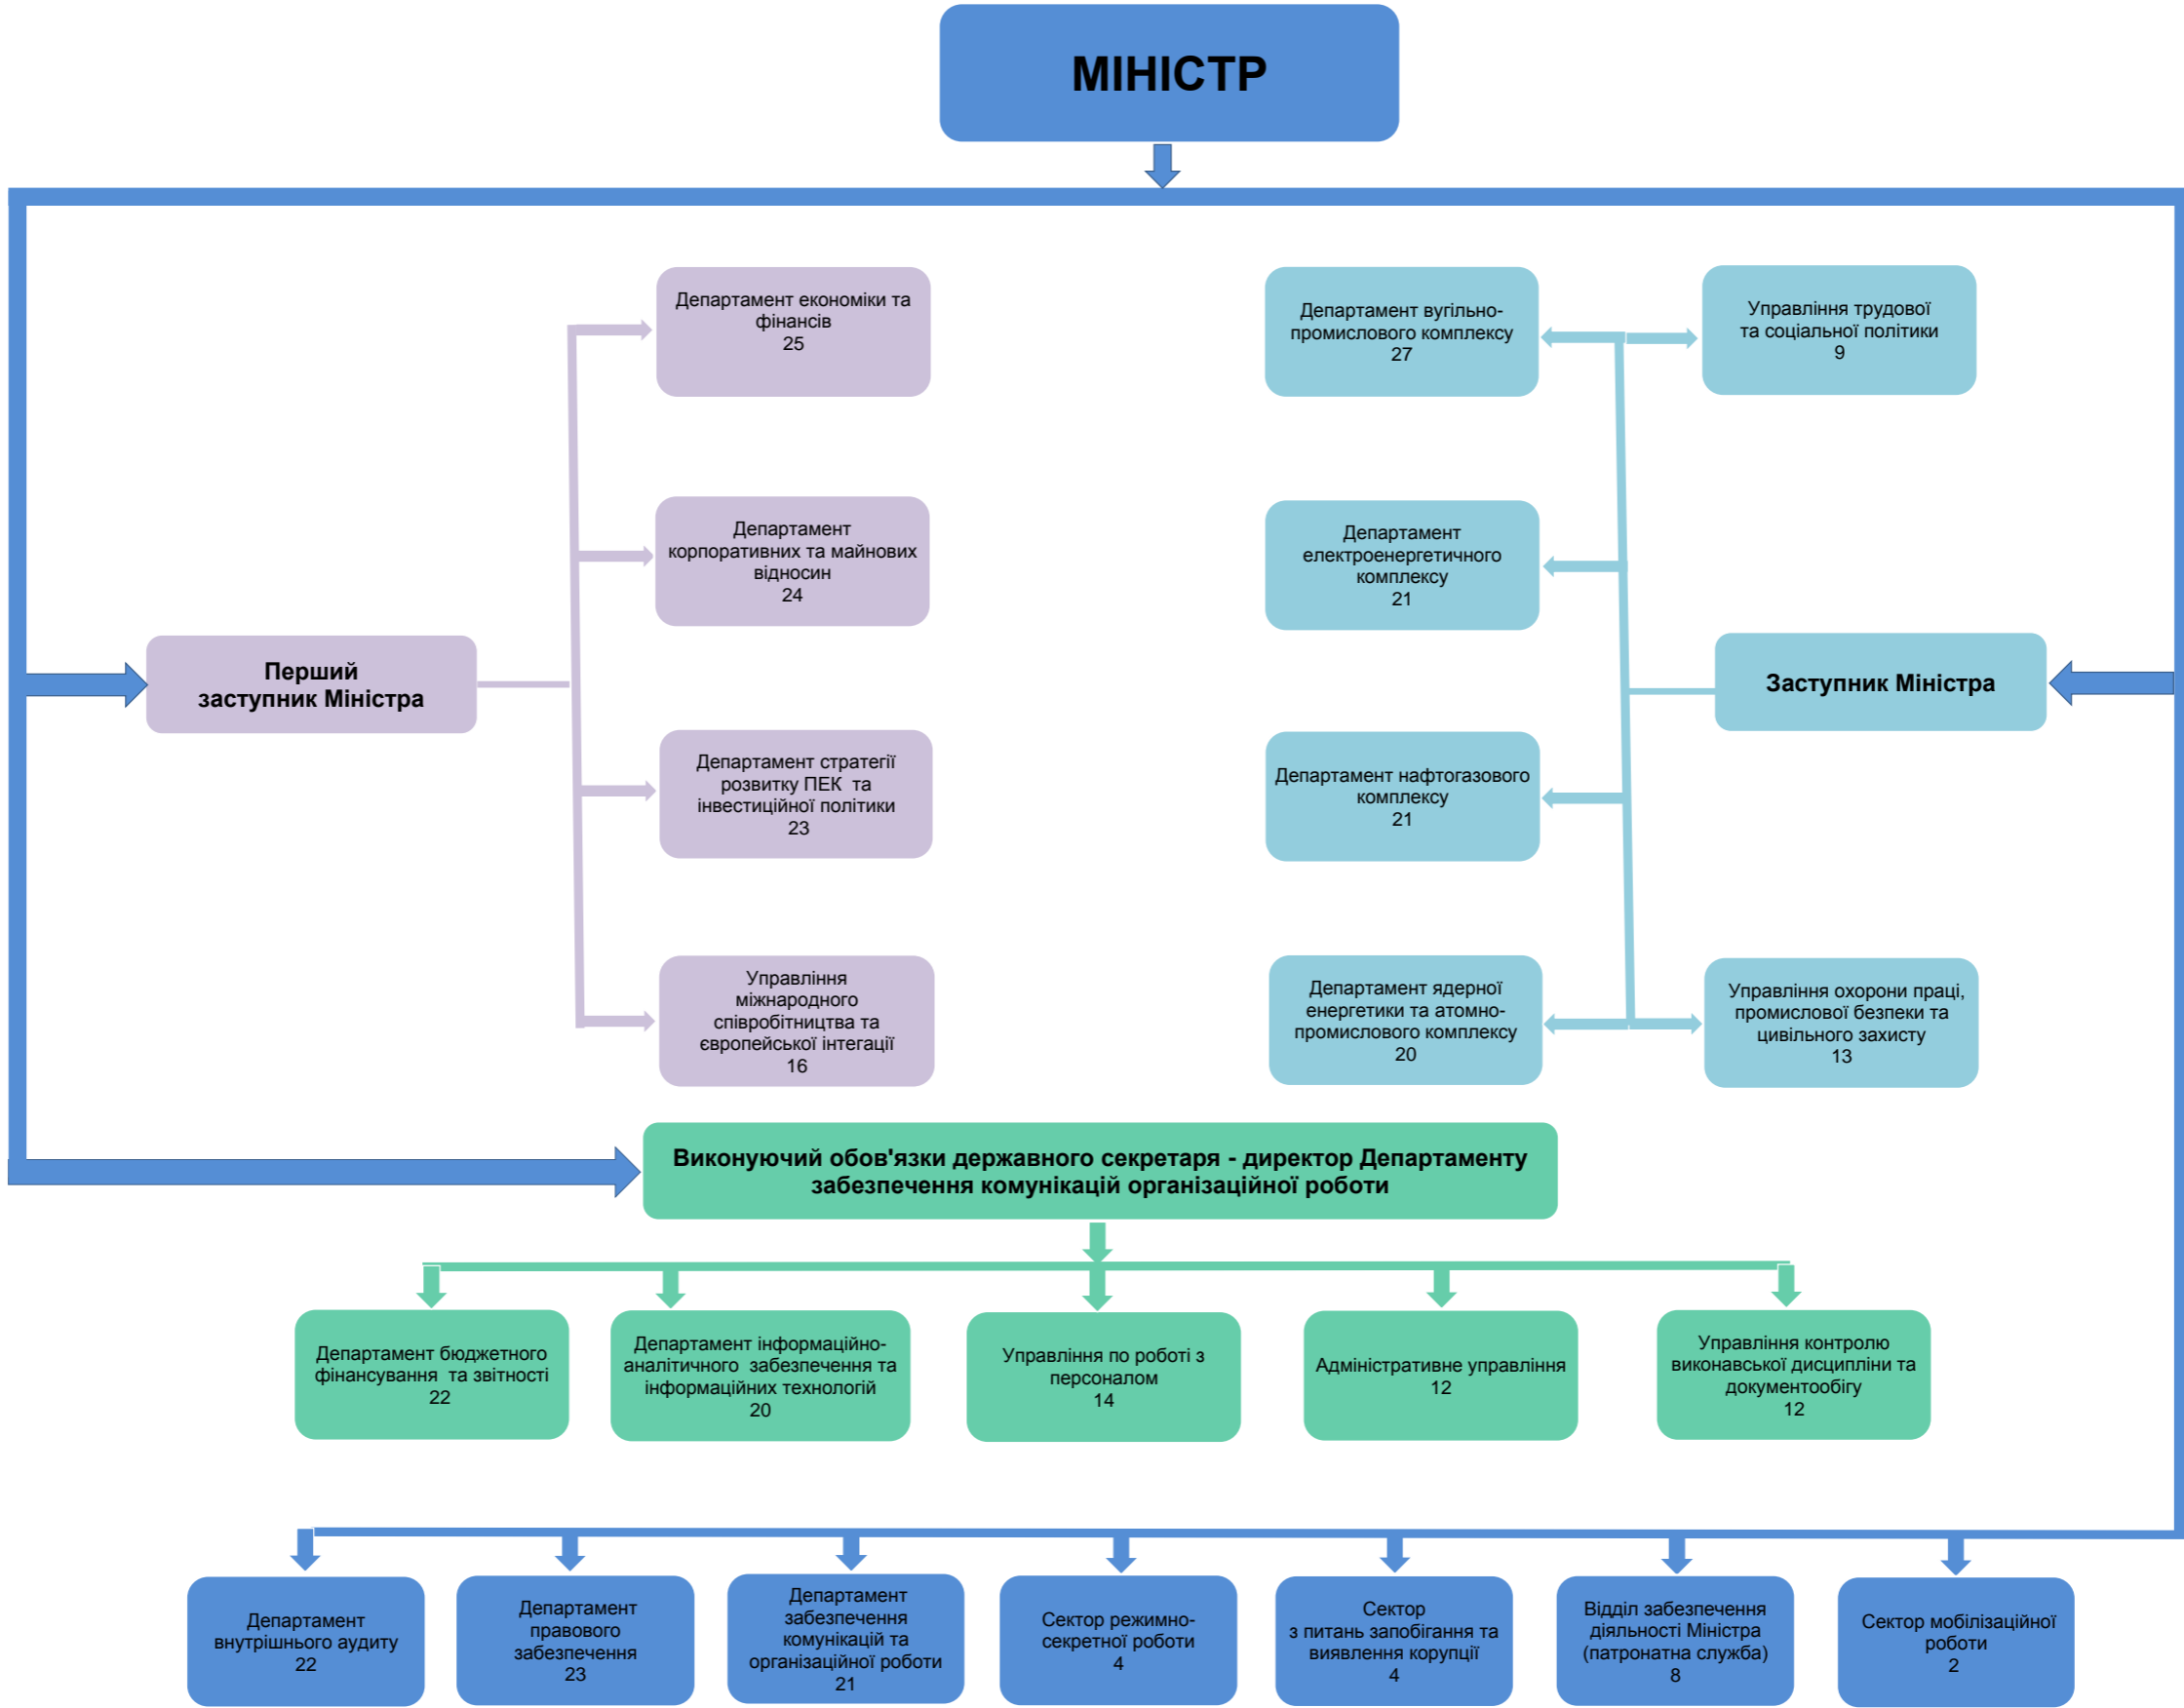 МІНІСТР
Департамент економіки та
фінансів
25
Департамент вугільно-
промислового комплексу
27
Управління трудової
та соціальної політики
9
Департамент
корпоративних та майнових
відносин
24
Департамент
електроенергетичного
комплексу
21
Перший
заступник Міністра
Заступник Міністра
Департамент стратегії
розвитку ПЕК та
інвестиційної політики
23
Департамент нафтогазового
комплексу
21
Управління
міжнародного
співробітництва та
європейської інтегації
16
Департамент ядерної
енергетики та атомно-
промислового комплексу
20
Управління охорони праці,
промислової безпеки та
цивільного захисту
13
Виконуючий обов'язки державного секретаря - директор Департаменту
забезпечення комунікацій організаційної роботи
Департамент бюджетного
фінансування та звітності
22
Департамент інформаційно-
аналітичного забезпечення та
інформаційних технологій
20
Управління по роботі з
персоналом
14
Адміністративне управління
12
Управління контролю
виконавської дисципліни та
документообігу
12
Департамент
внутрішнього аудиту
22
Департамент
правового
забезпечення
23
Департамент
забезпечення
комунікацій та
організаційної роботи
21
Сектор режимно-
секретної роботи
4
Сектор
з питань запобігання та
виявлення корупції
4
Відділ забезпечення
діяльності Міністра
(патронатна служба)
8
Сектор мобілізаційної
роботи
2